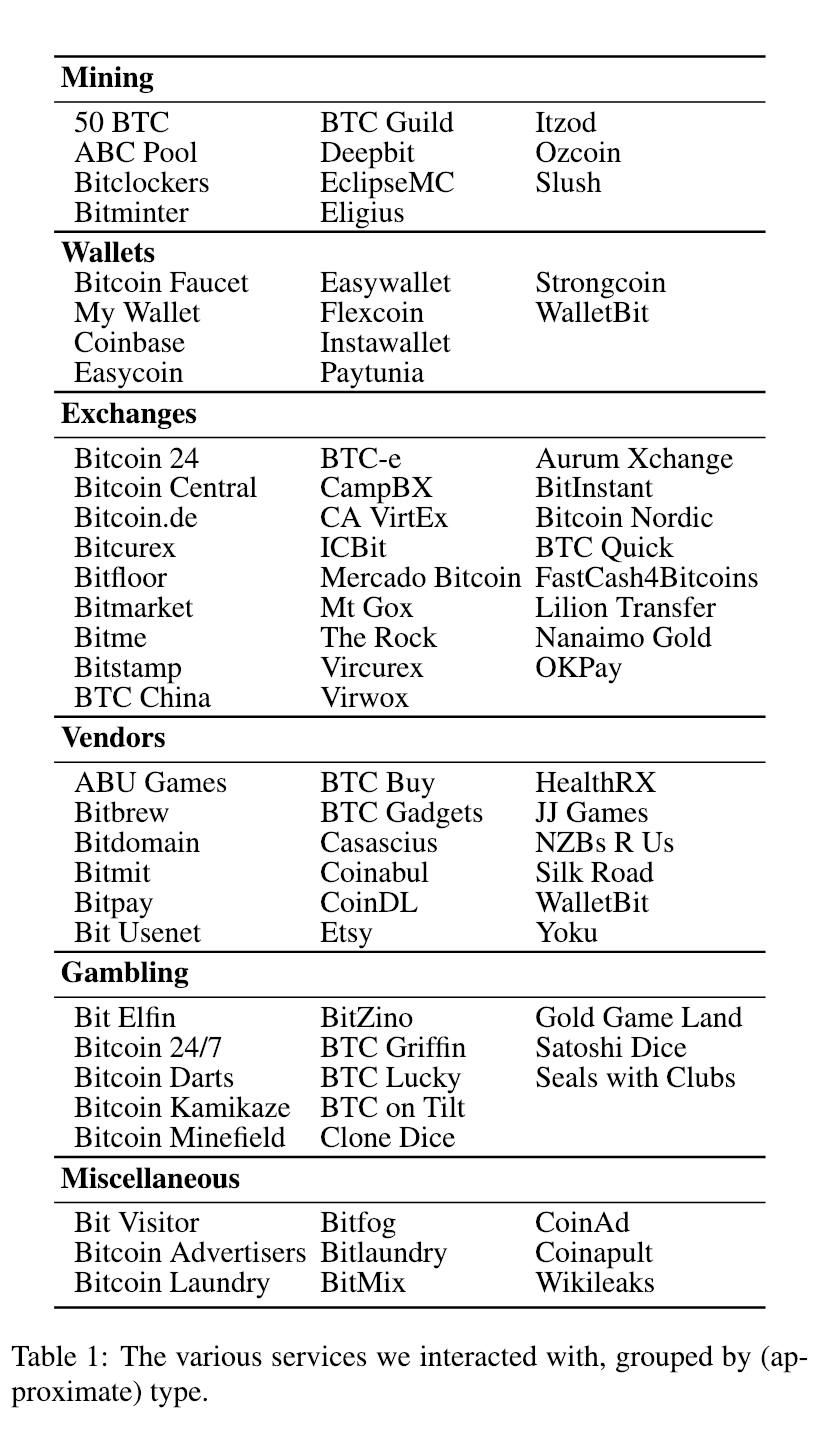 Mining
50 BTC BTC Guild Itzod
ABC Pool Deepbit Ozcoin
Bitclockers EclipseMC Slush
Bitminter Eligius
Wallets
Bitcoin Faucet Easywallet Strongcoin
My Wallet Flexcoin WalletBit
Coinbase Instawallet
Easycoin Paytunia
Exchanges
Bitcoin 24 BTC-e Aurum Xchange
Bitcoin Central CampBX BitInstant
Bitcoin.de CA VirtEx Bitcoin Nordic
Bitcurex ICBit BTC Quick
Bitfloor Mercado Bitcoin FastCash4Bitcoins
Bitmarket Mt Gox Lilion Transfer
Bitme The Rock Nanaimo Gold
Bitstamp Vircurex OKPay
BTC China Virwox
Vendors
ABU Games BTC Buy HealthRX
Bitbrew BTC Gadgets JJ Games
Bitdomain Casascius NZBs R Us
Bitmit Coinabul Silk Road
Bitpay CoinDL WalletBit
Bit Usenet Etsy Yoku
Gambling
Bit Elfin BitZino Gold Game Land
Bitcoin 24/7 BTC Griffin Satoshi Dice
Bitcoin Darts BTC Lucky Seals with Clubs
Bitcoin Kamikaze BTC on Tilt
Bitcoin Minefield Clone Dice
Miscellaneous
Bit Visitor Bitfog CoinAd
Bitcoin Advertisers Bitlaundry Coinapult
Bitcoin Laundry BitMix Wikileaks
Table 1: The various services we interacted with, grouped by (ap-
proximate) type.